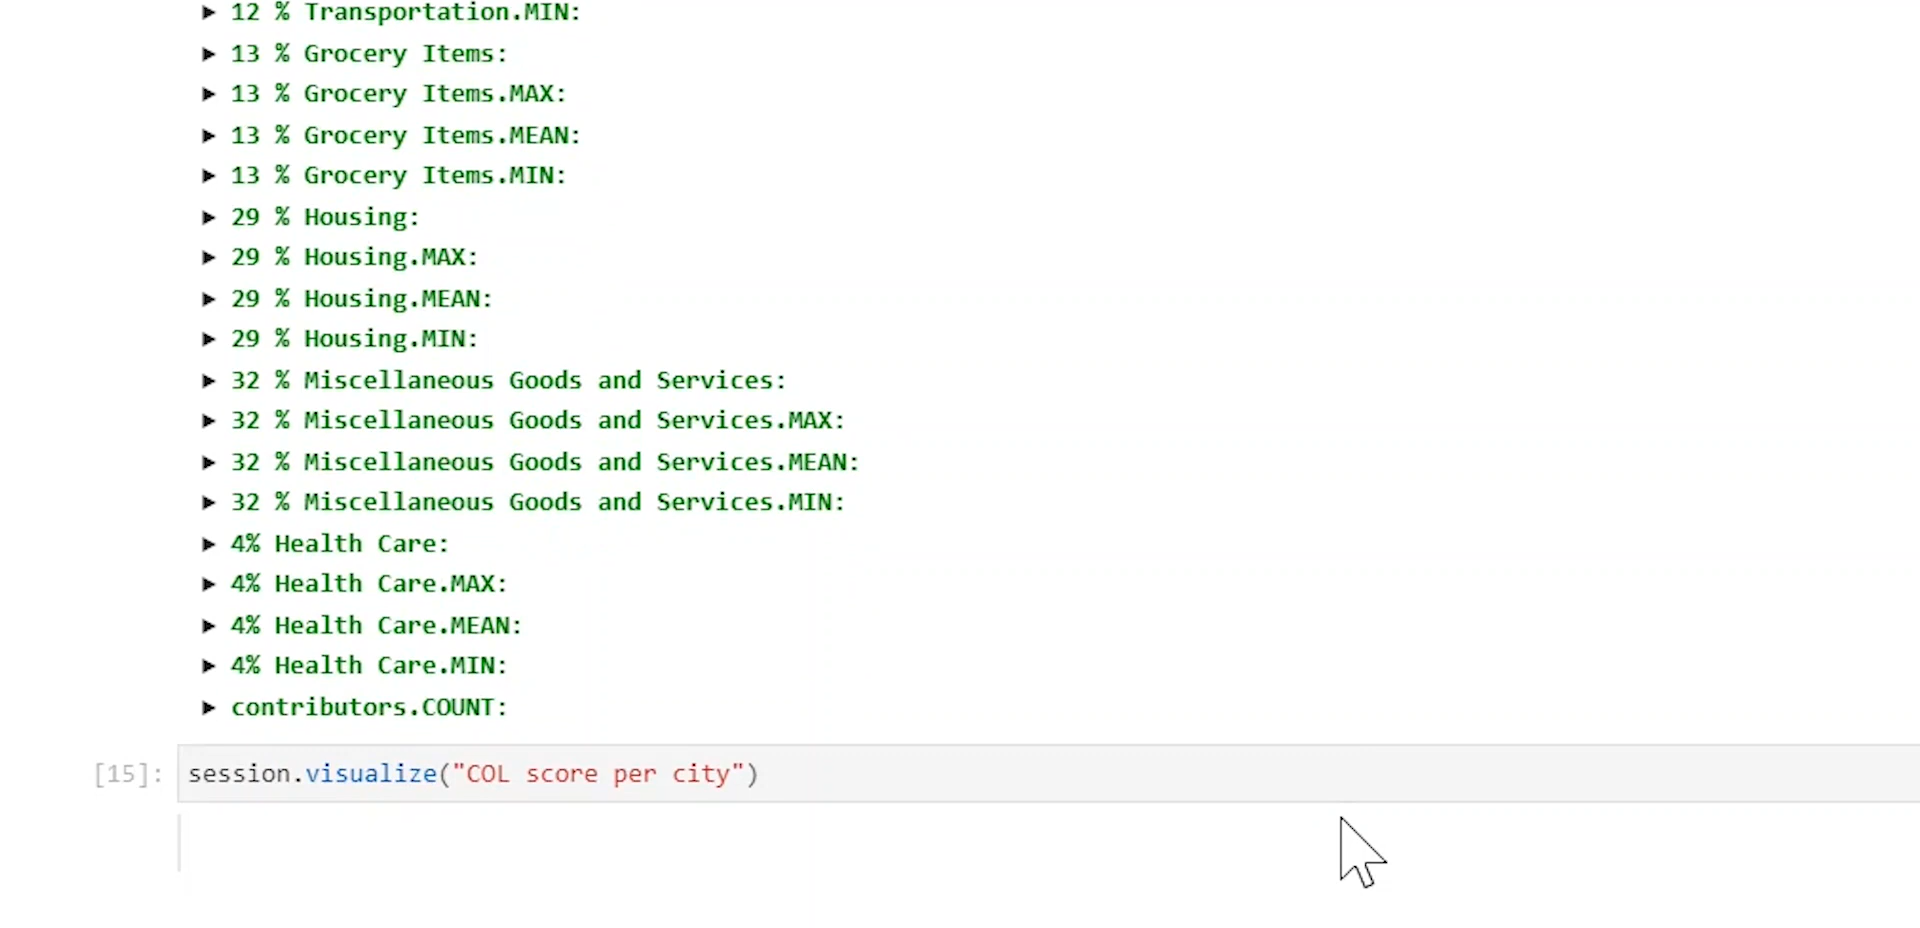 ▶ 12 % Transportation.MIN:
▶ 13 % Grocery Items:
▶ 13 % Grocery Items.MAX:
▶ 13 % Grocery Items.MEAN:
▶ 13 % Grocery Items.MIN:
▶ 29 % Housing:
▶ 29 % Housing.MAX:
▶ 29 % Housing.MEAN:
▶ 29 % Housing.MIN:
▶ 32 % Miscellaneous Goods and Services:
▶ 32 % Miscellaneous Goods and Services.MAX:
▶ 32 % Miscellaneous Goods and Services.MEAN:
▶ 32 % Miscellaneous Goods and Services.MIN:
▶ 4% Health Care:
▶ 4% Health Care.MAX:
▶ 4% Health Care.MEAN:
▶ 4% Health Care.MIN:
▶ contributors.COUNT:
[15]: session.visualize("COL score per city")